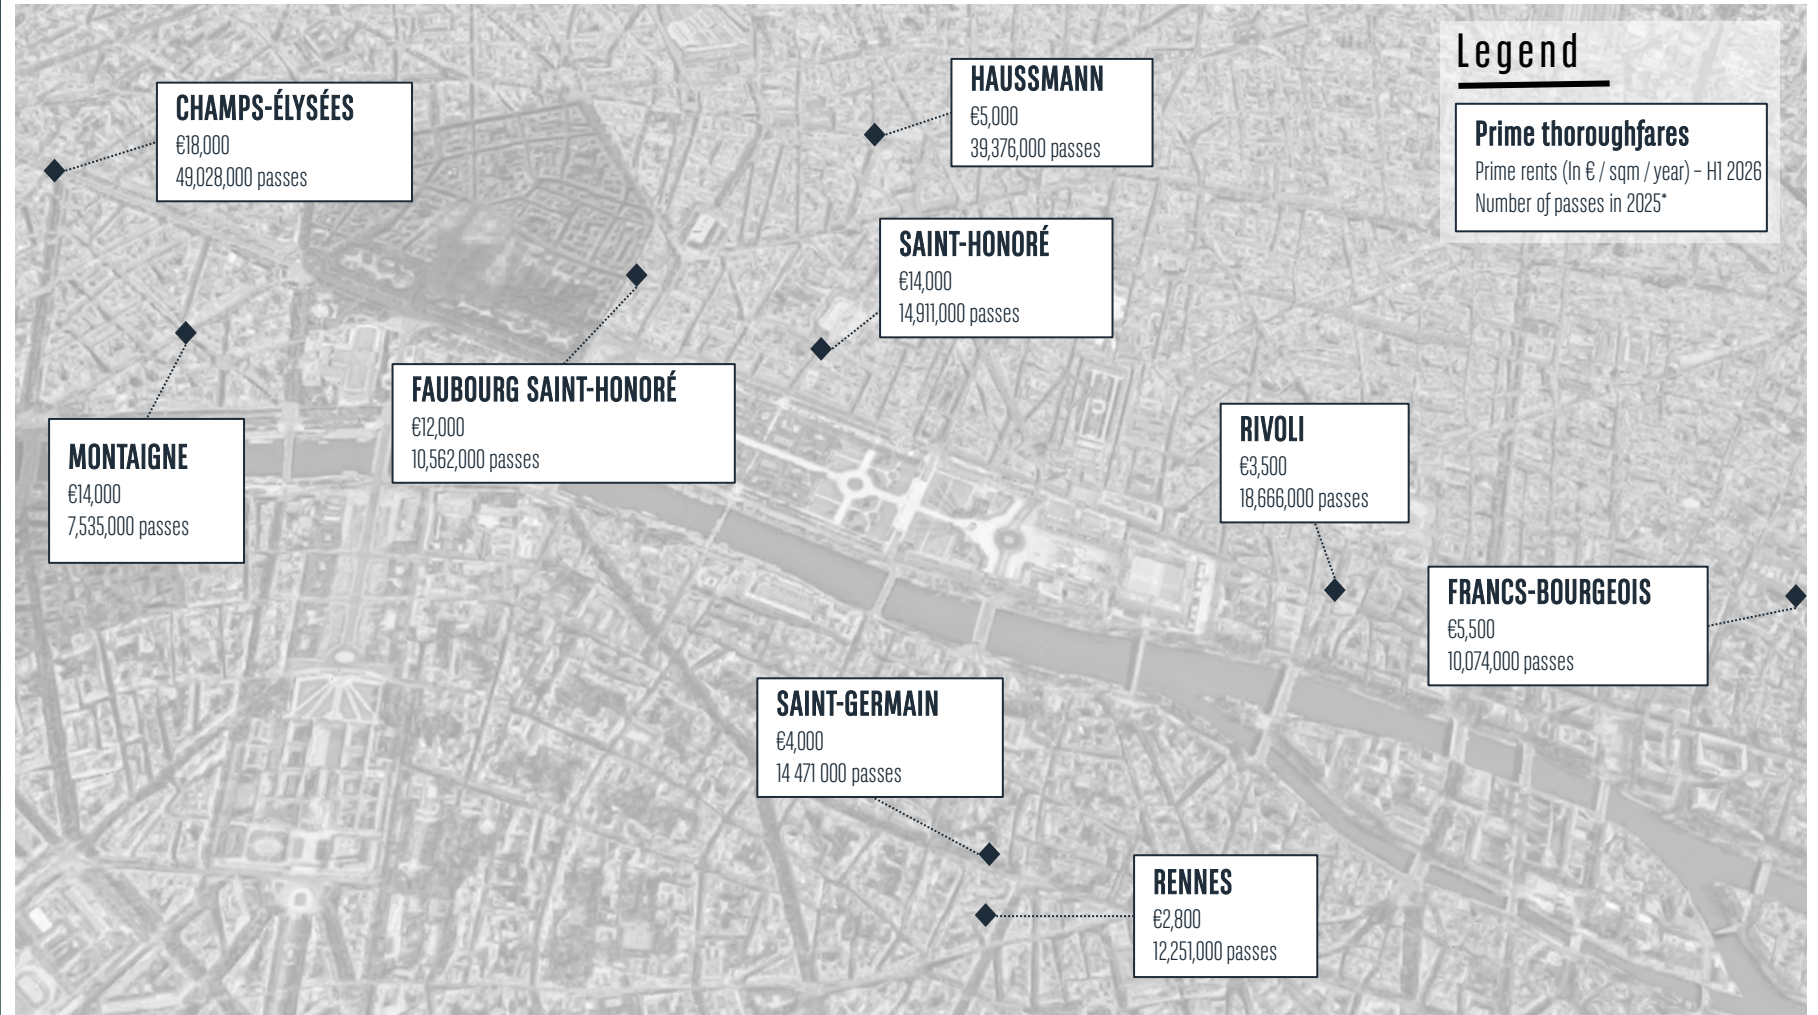 Legend
Prime thoroughfares
Prime rents (In € / sqm / year) – H1 2026
Number of passes in 2025*
CHAMPS-ÉLYSÉES
€18,000
49,028,000 passes
HAUSSMANN
€5,000
39,376,000 passes
SAINT-HONORÉ
€14,000
14,911,000 passes
FAUBOURG SAINT-HONORÉ
€12,000
10,562,000 passes
MONTAIGNE
€14,000
7,535,000 passes
RIVOLI
€3,500
18,666,000 passes
FRANCS-BOURGEOIS
€5,500
10,074,000 passes
SAINT-GERMAIN
€4,000
14 471 000 passes
RENNES
€2,800
12,251,000 passes